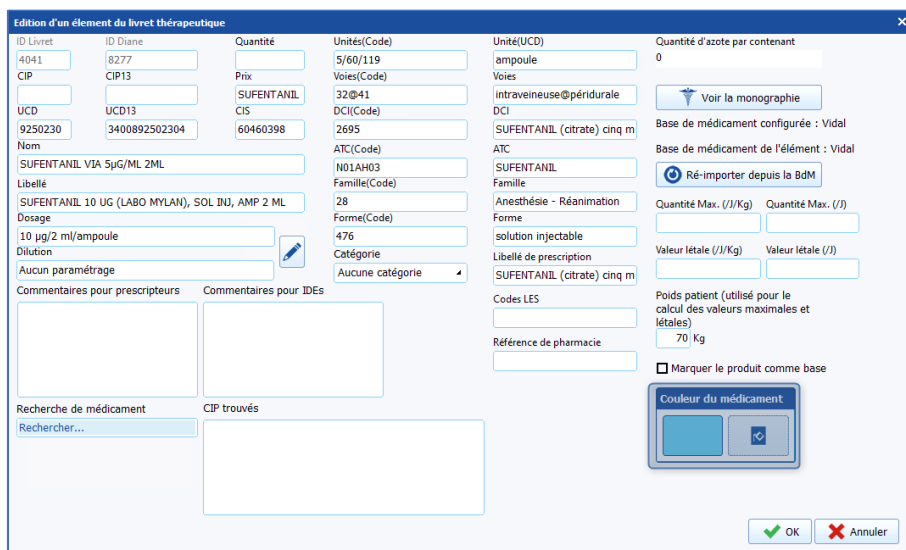 Edition d'un élement du livret thérapeutique
ID Livret ID Diane Quantité Unités(Code) Unité(UCD) Quantité d'azote par contenant
4041 8277 5/60/119 ampoule 0
CIP CIP13 Prix Voies(Code) Voies
SUFENTANIL 32@41 intraveineuse@péridurale Voir la monographie
UCD UCD13 CIS DCI(Code) DCI
9250230 3400892502304 60460398 2695 SUFENTANIL (citrate) cinq m Base de médicament configurée : Vidal
Nom ATC(Code) ATC Base de médicament de l'élement : Vidal
SUFENTANIL VIA 5µG/ML 2ML N01AH03 SUFENTANIL
Libellé Famille(Code) Famille Ré-importer depuis la BdM
SUFENTANIL 10 UG (LABO MYLAN), SOL INJ, AMP 2 ML 28 Anesthésie - Réanimation
Dosage Forme(Code) Forme Quantité Max. (/J/Kg) Quantité Max. (/J)
10 µg/2 ml/ampoule 476 solution injectable
Dilution Catégorie Libellé de prescription Valeur létale (/J/Kg) Valeur létale (/J)
Aucun paramétrage Aucune catégorie SUFENTANIL (citrate) cinq m
Commentaires pour prescripteurs Commentaires pour IDEs Codes LES
Poids patient (utilisé pour le
calcul des valeurs maximales et
létales)
70 Kg
Référence de pharmacie
Marquer le produit comme base
Couleur du médicament
Recherche de médicament CIP trouvés
Rechercher...
OK Annuler